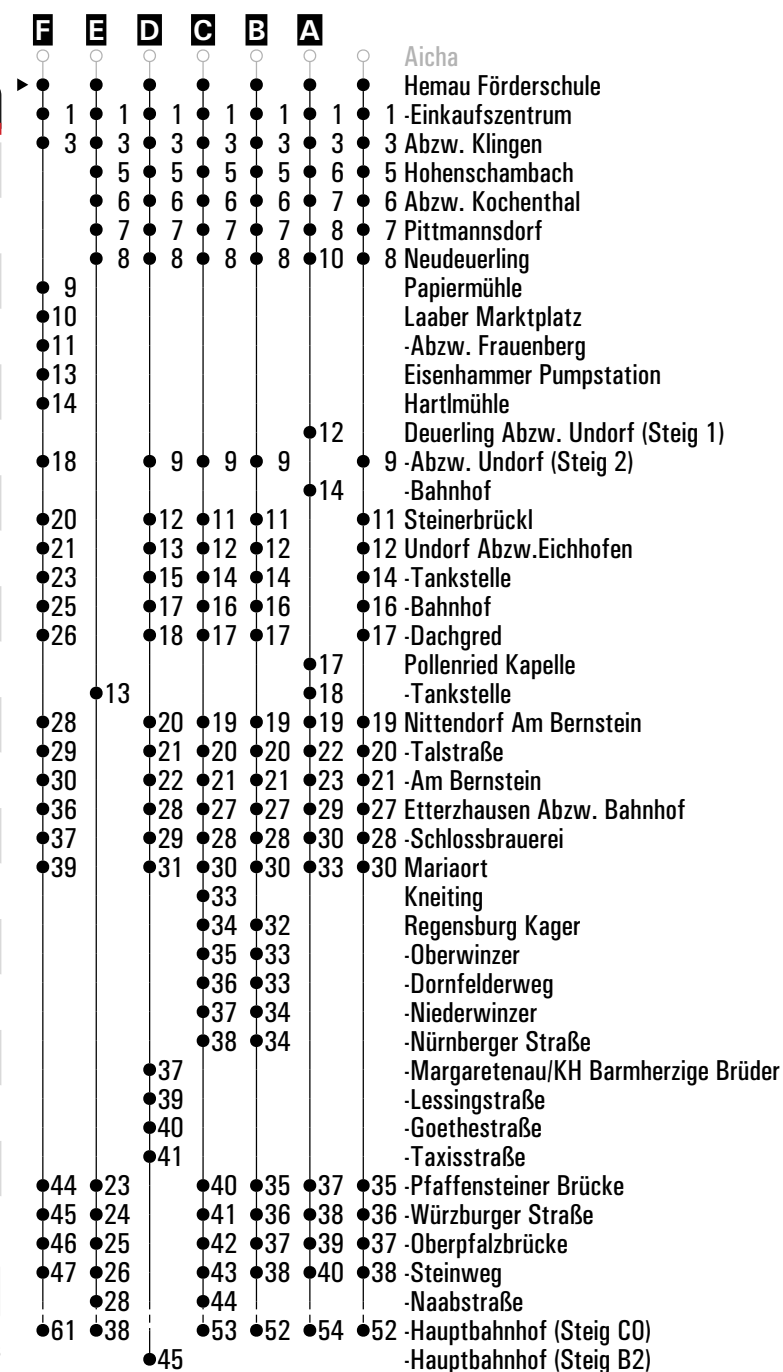 F E D C B A
Aicha
Hemau Förderschule
1 1 1 1 1 1 1 -Einkaufszentrum
3 3 3 3 3 3 3 Abzw. Klingen
5 5 5 5 6 5 Hohenschambach
6 6 6 6 7 6 Abzw. Kochenthal
7 7 7 7 8 7 Pittmannsdorf
8 8 8 8 10 8 Neudeuerling
9 Papiermühle
10 Laaber Marktplatz
11 -Abzw. Frauenberg
13 Eisenhammer Pumpstation
14 Hartlmühle
12 Deuerling Abzw. Undorf (Steig 1)
18 9 9 9 9 -Abzw. Undorf (Steig 2)
14 -Bahnhof
20 12 11 11 11 Steinerbrückl
21 13 12 12 12 Undorf Abzw.Eichhofen
23 15 14 14 14 -Tankstelle
25 17 16 16 16 -Bahnhof
26 18 17 17 17 -Dachgred
17 Pollenried Kapelle
13 18 -Tankstelle
28 20 19 19 19 19 Nittendorf Am Bernstein
29 21 20 20 22 20 -Talstraße
30 22 21 21 23 21 -Am Bernstein
36 28 27 27 29 27 Etterzhausen Abzw. Bahnhof
37 29 28 28 30 28 -Schlossbrauerei
39 31 30 30 33 30 Mariaort
33 Kneiting
34 32 Regensburg Kager
35 33 -Oberwinzer
36 33 -Dornfelderweg
37 34 -Niederwinzer
38 34 -Nürnberger Straße
37 -Margaretenau/KH Barmherzige Brüder
39 -Lessingstraße
40 -Goethestraße
41 -Taxisstraße
44 23 40 35 37 35 -Pfaffensteiner Brücke
45 24 41 36 38 36 -Würzburger Straße
46 25 42 37 39 37 -Oberpfalzbrücke
47 26 43 38 40 38 -Steinweg
28 44 -Naabstraße
61 38 53 52 54 52 -Hauptbahnhof (Steig C0)
45 -Hauptbahnhof (Steig B2)